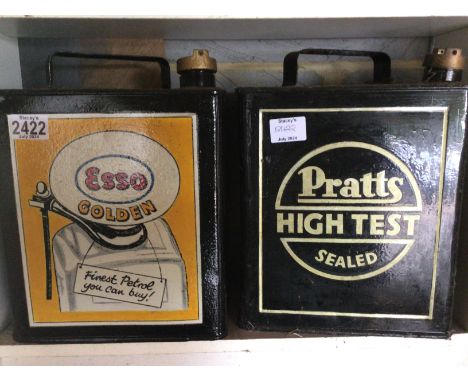 Stacey's
2422
July 2024
Esso
GOLDEN
Finest Petrol
you can buy!
Stacey's
July 2024
Pratts
HIGH TEST
SEALED